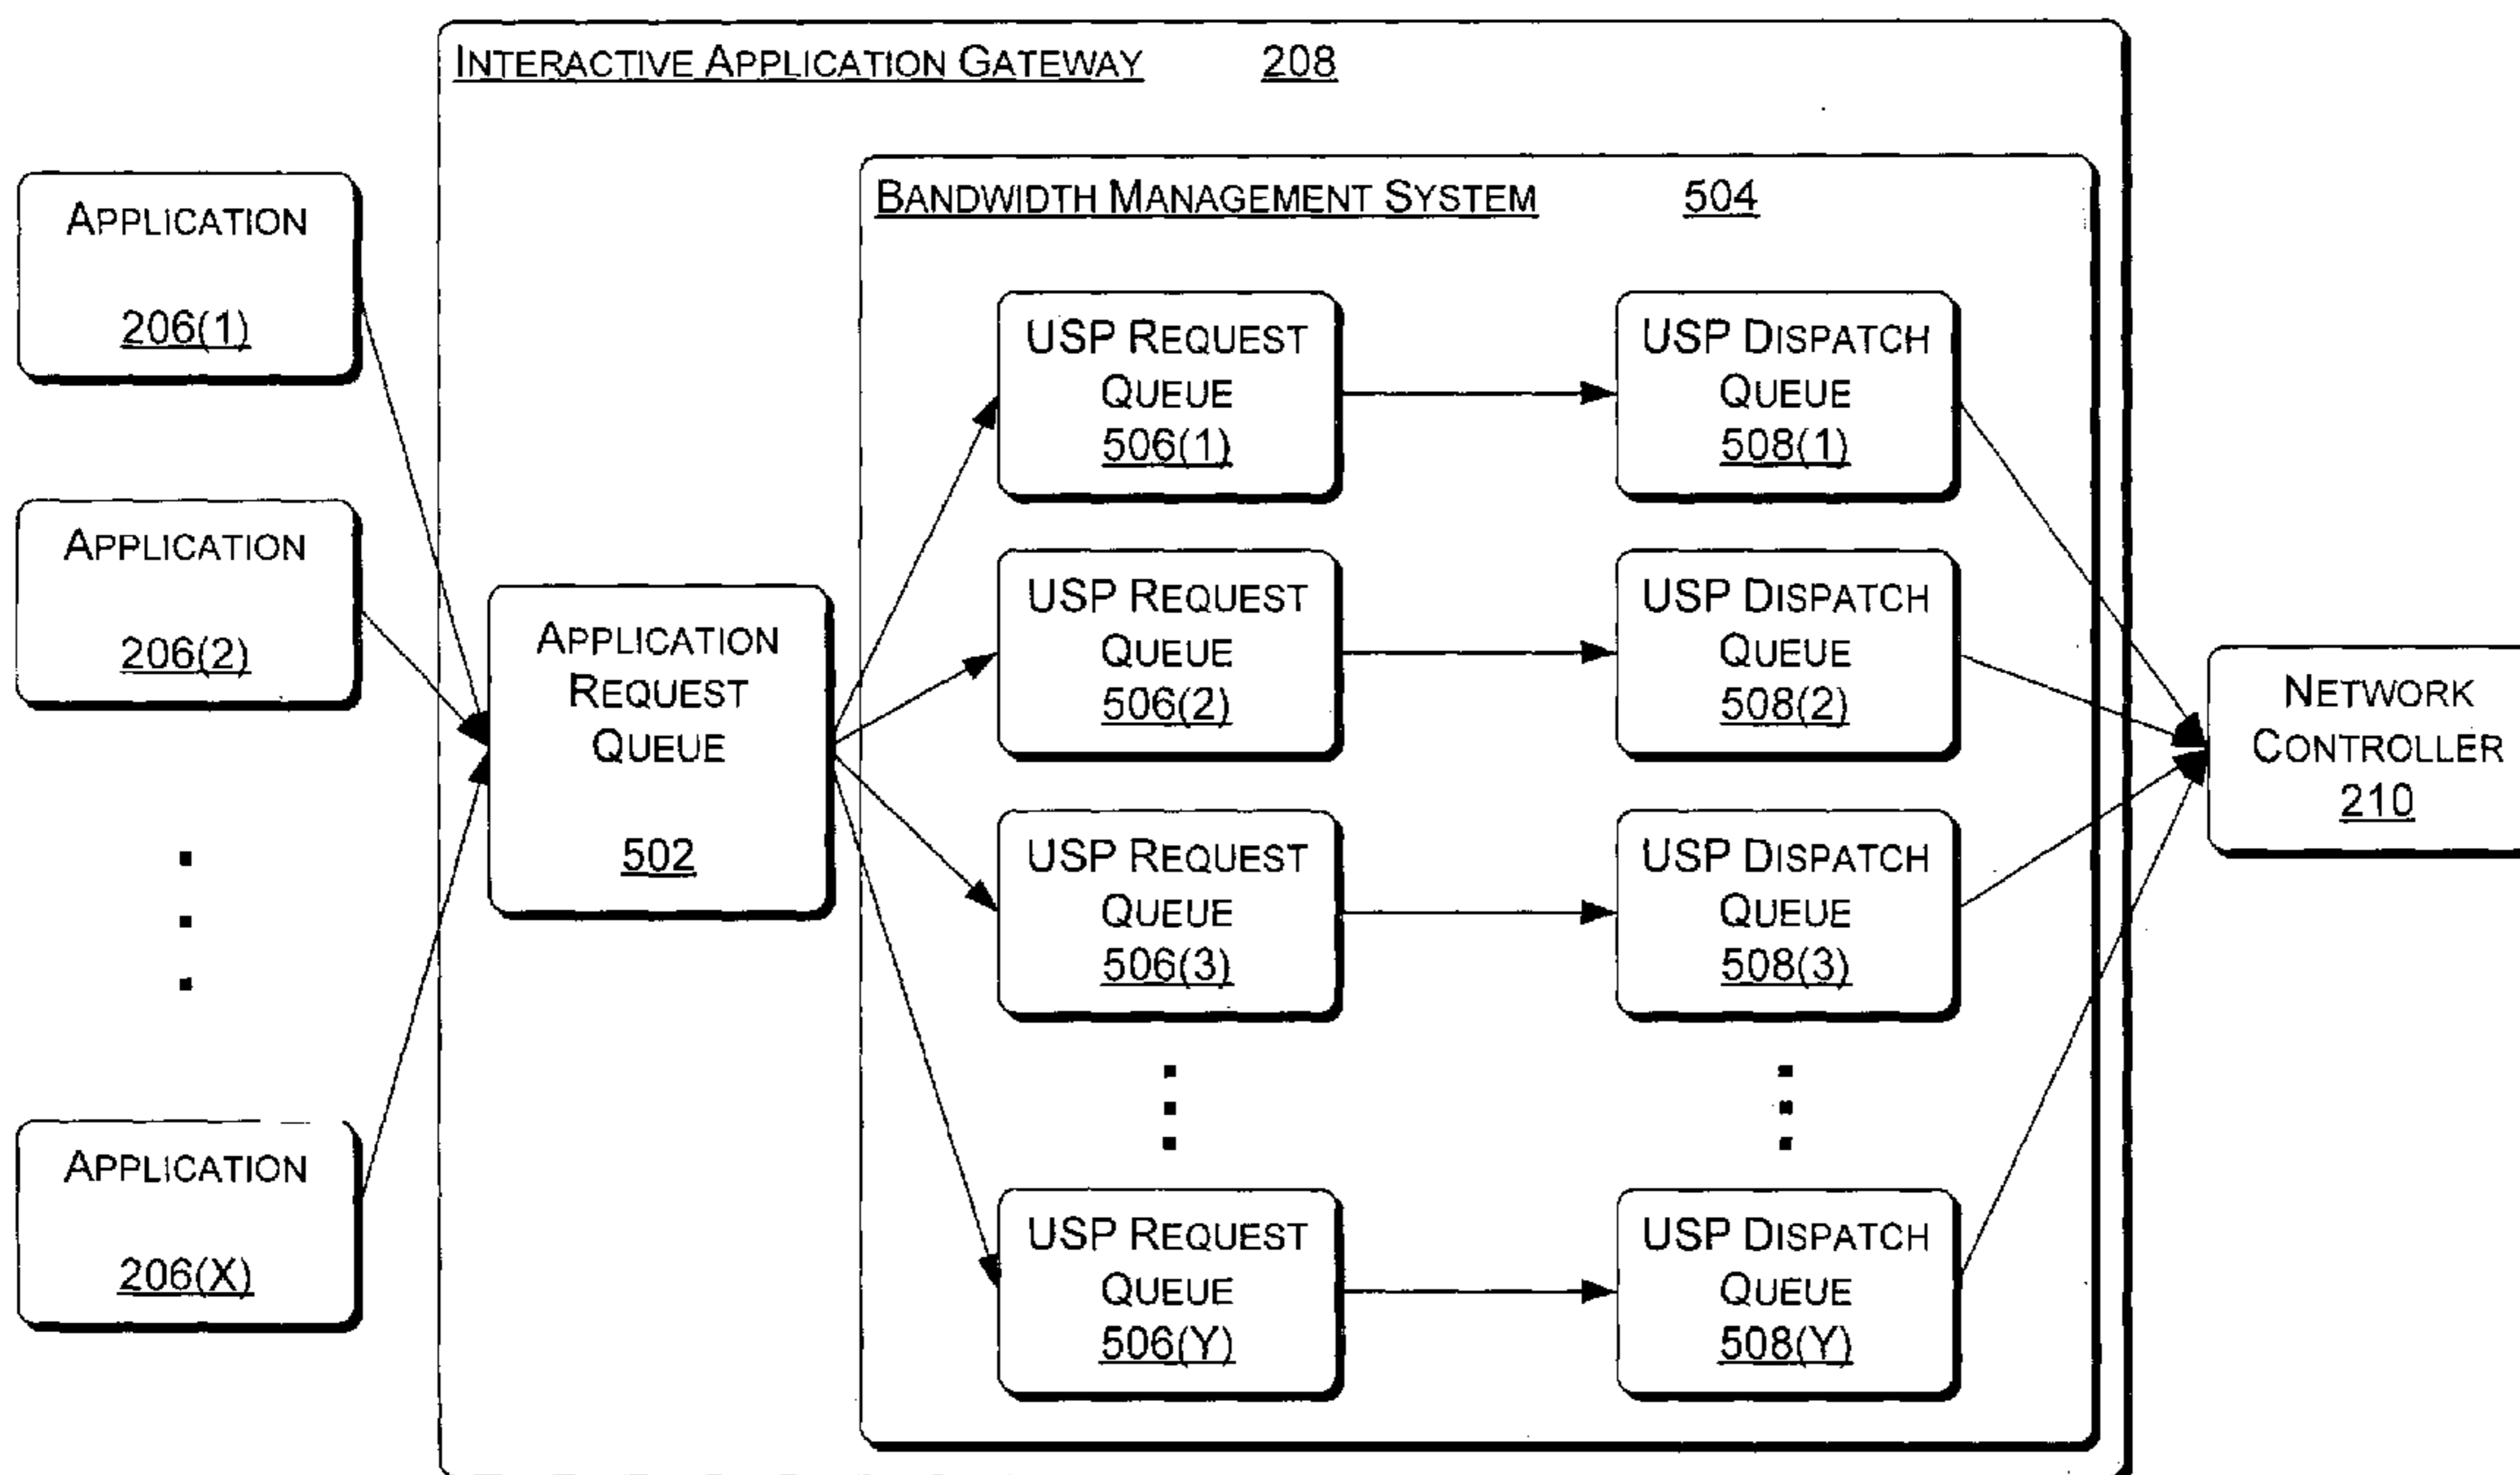 INTERACTIVE APPLICATION GATEWAY 208
BANDWIDTH MANAGEMENT SYSTEM 504
APPLICATION
206(1)
APPLICATION
206(2)
APPLICATION
206(X)
APPLICATION
REQUEST
QUEUE
502
USP REQUEST
QUEUE
506(1)
USP DISPATCH
QUEUE
508(1)
USP REQUEST
QUEUE
506(2)
USP DISPATCH
QUEUE
508(2)
USP REQUEST
QUEUE
506(3)
USP DISPATCH
QUEUE
508(3)
USP REQUEST
QUEUE
506(Y)
USP DISPATCH
QUEUE
508(Y)
NETWORK
CONTROLLER
210